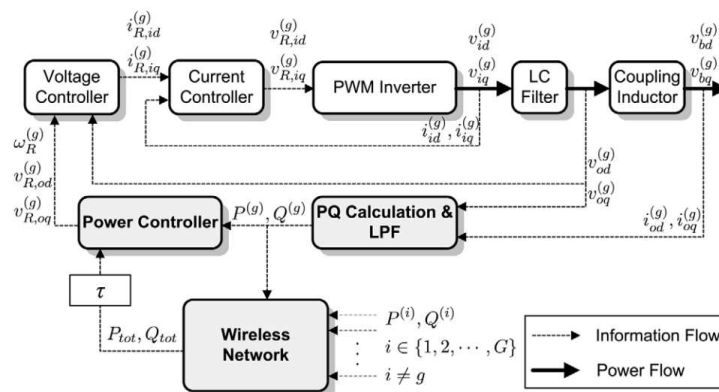 i_{R,id}^{(g)}
i_{R,iq}^{(g)}
v_{R,id}^{(g)}
v_{R,iq}^{(g)}
v_{id}^{(g)}
v_{iq}^{(g)}
v_{bd}^{(g)}
v_{bq}^{(g)}
Voltage
Controller
Current
Controller
PWM Inverter
LC
Filter
Coupling
Inductor
i_{id}^{(g)}, i_{iq}^{(g)}
ω_R^{(g)}
v_{R,od}^{(g)}
v_{R,oq}^{(g)}
v_{od}^{(g)}
v_{oq}^{(g)}
Power Controller
P^{(g)}, Q^{(g)}
PQ Calculation &
LPF
i_{od}^{(g)}, i_{oq}^{(g)}
τ
P_{tot}, Q_{tot}
Wireless
Network
P^{(i)}, Q^{(i)}
i ∈ {1, 2, ⋯, G}
⋮
i ≠ g
Information Flow
Power Flow